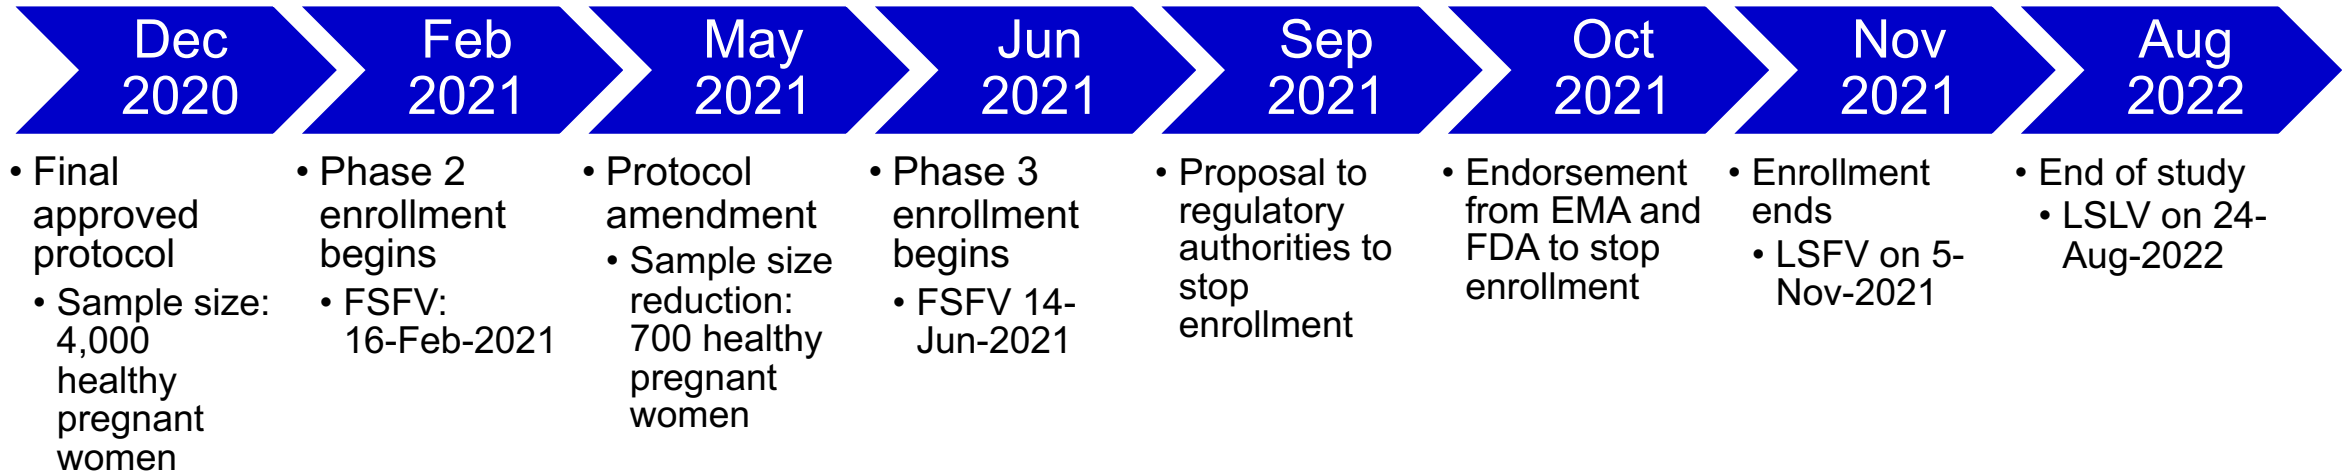 Dec
2020
• Final
approved
protocol
• Sample size:
4,000
healthy
pregnant
women
Feb
2021
• Phase 2
enrollment
begins
• FSFV:
16-Feb-2021
May
2021
• Protocol
amendment
• Sample size
reduction:
700 healthy
pregnant
women
Jun
2021
• Phase 3
enrollment
begins
• FSFV 14-
Jun-2021
Sep
2021
• Proposal to
regulatory
authorities to
stop
enrollment
Oct
2021
• Endorsement
from EMA and
FDA to stop
enrollment
Nov
2021
• Enrollment
ends
• LSFV on 5-
Nov-2021
Aug
2022
• End of study
• LSLV on 24-
Aug-2022